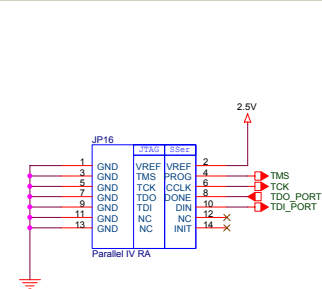 2.5V
JP16
JTAG SSer
1 GND VREF VREF 2
3 GND TMS PROG 4 TMS
5 GND TCK CCLK 6 TCK
7 GND TDO DONE 8 TDO_PORT
9 GND TDI DIN 10 TDI_PORT
11 GND NC NC 12
13 GND NC INIT 14
Parallel IV RA